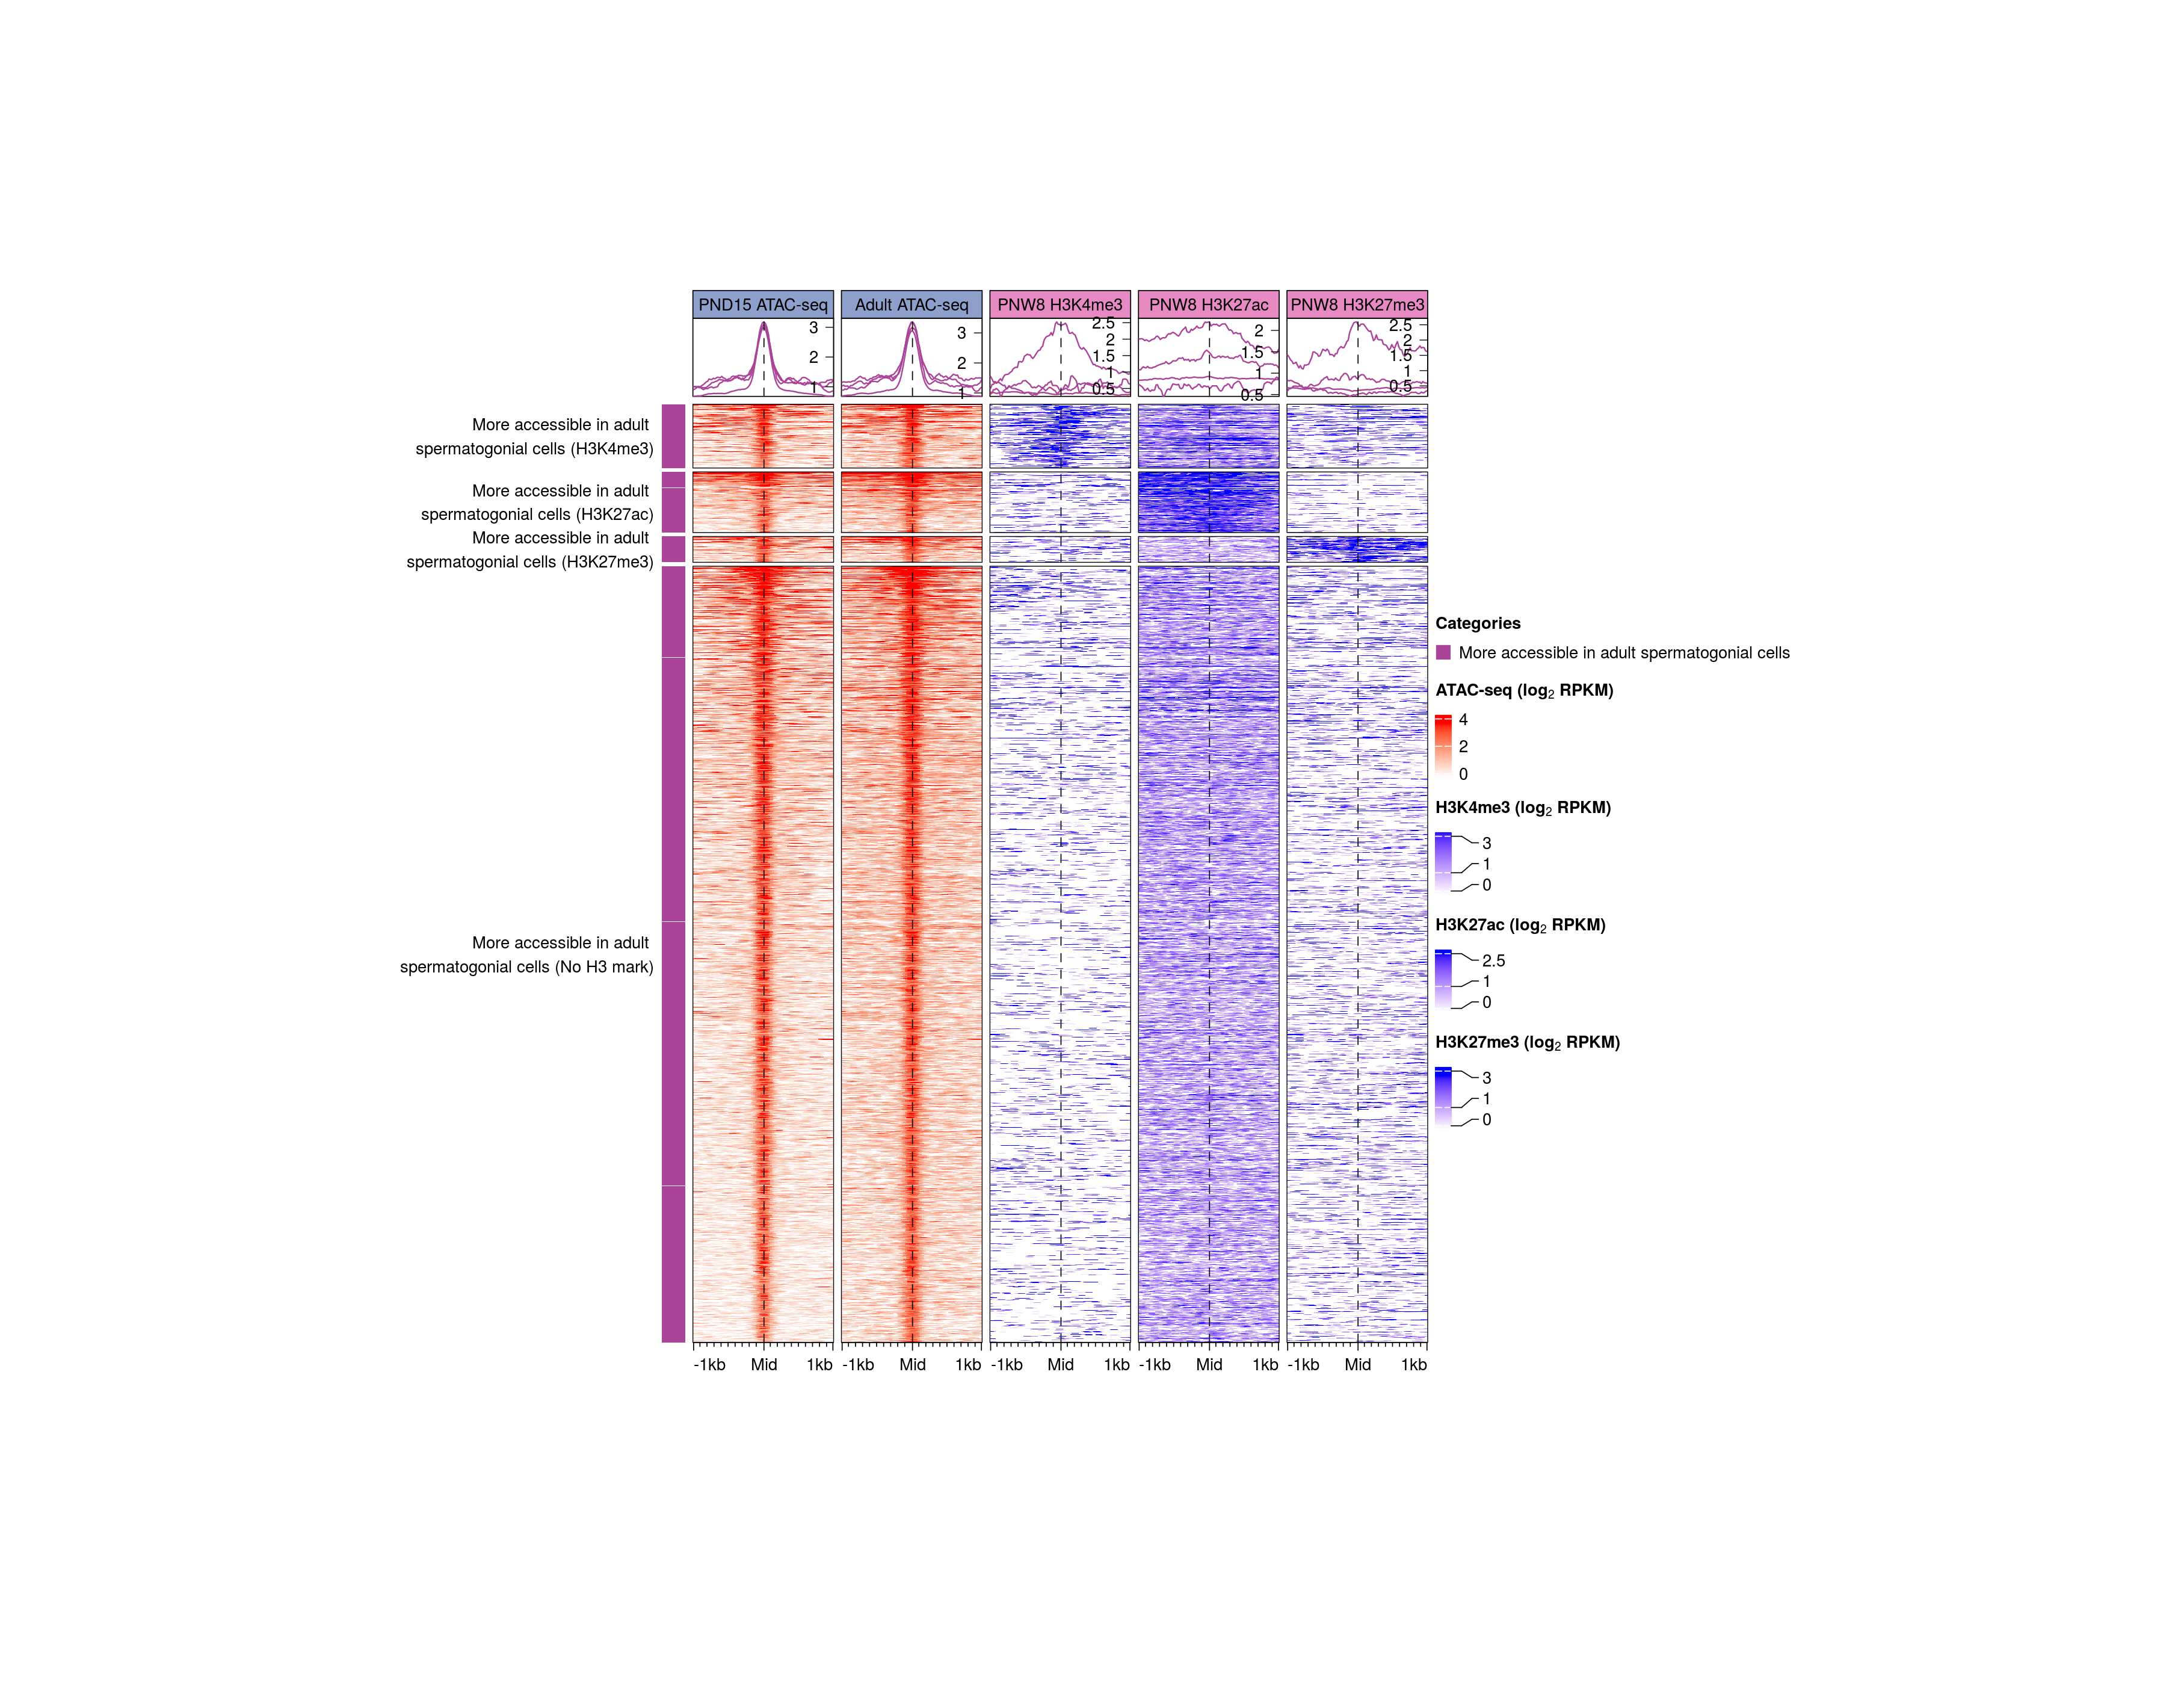 PND15 ATAC-seq
Adult ATAC-seq
PNW8 H3K4me3
PNW8 H3K27ac
PNW8 H3K27me3
3
2
1
3
2
1
2.5
2
1.5
1
0.5
2
1.5
1
0.5
2.5
2
1.5
1
0.5
More accessible in adult
spermatogonial cells (H3K4me3)
More accessible in adult
spermatogonial cells (H3K27ac)
More accessible in adult
spermatogonial cells (H3K27me3)
More accessible in adult
spermatogonial cells (No H3 mark)
-1kb Mid 1kb
-1kb Mid 1kb
-1kb Mid 1kb
-1kb Mid 1kb
-1kb Mid 1kb
Categories
More accessible in adult spermatogonial cells
ATAC-seq (log₂ RPKM)
4
2
0
H3K4me3 (log₂ RPKM)
3
1
0
H3K27ac (log₂ RPKM)
2.5
1
0
H3K27me3 (log₂ RPKM)
3
1
0